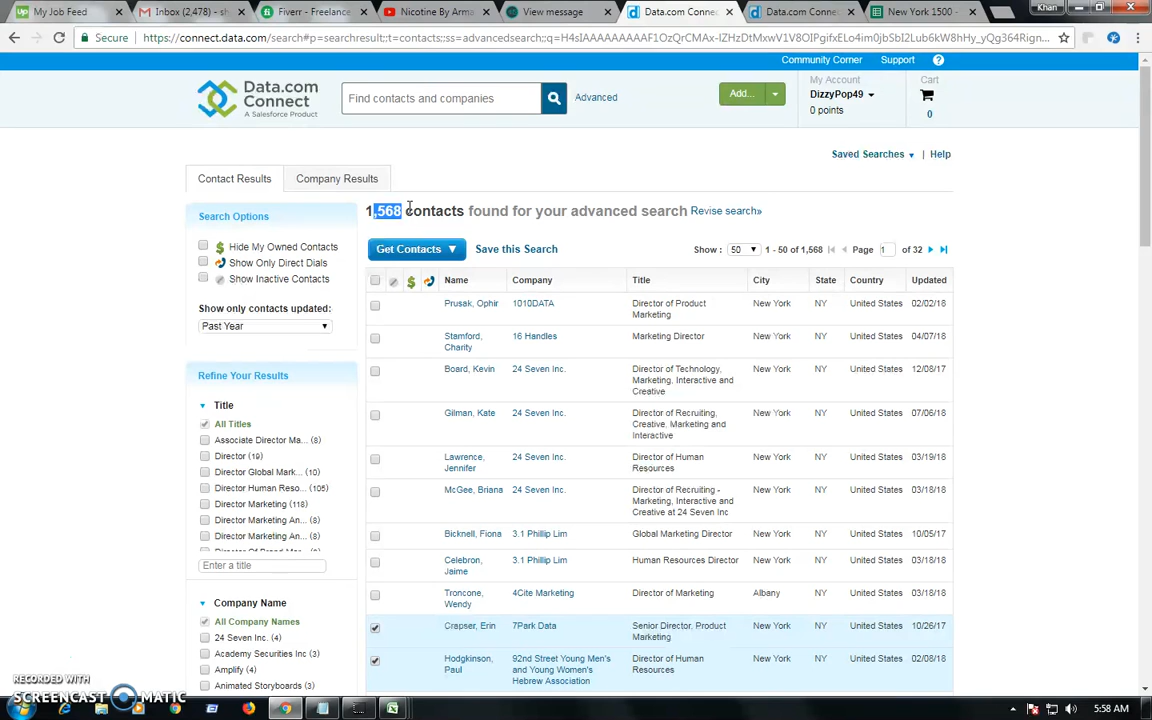 My Job Feed
Inbox (2,478) - sh
Fiverr - Freelance
Nicotine By Arma
View message
Data.com Conne
Data.com Conne
New York 1500 -
Khan
Secure
https://connect.data.com/search#p=searchresult;t=contacts;ss=advancedsearch;q=
Community Corner
Support
?
Data.com
Connect
A Salesforce Product
Find contacts and companies
Advanced
Add...
My Account
DizzyPop49
0 points
Cart
0
Saved Searches
| Help
Contact Results
Company Results
Search Options
Hide My Owned Contacts
Show Only Direct Dials
Show Inactive Contacts
Show only contacts updated:
Past Year
1,568 contacts found for your advanced search Revise search»
Get Contacts
Save this Search
Show : 50
1 - 50 of 1,568
Page 1 of 32
Name Company Title City State Country Updated
Prusak, Ophir 1010DATA Director of Product New York NY United States 02/02/18
Marketing
Stamford, 16 Handles Marketing Director New York NY United States 04/07/18
Charity
Board, Kevin 24 Seven Inc. Director of Technology, New York NY United States 12/08/17
Marketing, Interactive and
Creative
Gilman, Kate 24 Seven Inc. Director of Recruiting, New York NY United States 07/06/18
Creative, Marketing and
Interactive
Lawrence, 24 Seven Inc. Director of Human New York NY United States 03/19/18
Jennifer Resources
McGee, Briana 24 Seven Inc. Director of Recruiting - New York NY United States 03/18/18
Marketing, Interactive and
Creative at 24 Seven Inc
Bicknell, Fiona 3.1 Phillip Lim Global Marketing Director New York NY United States 10/05/17
Celebron, 3.1 Phillip Lim Human Resources Director New York NY United States 03/18/18
Jaime
Troncone, 4Cite Marketing Director of Marketing Albany NY United States 03/18/18
Wendy
Crapser, Erin 7Park Data Senior Director, Product New York NY United States 10/26/17
Marketing
Hodgkinson, 92nd Street Young Men's Director of Human New York NY United States 02/08/18
Paul and Young Women's Resources
Hebrew Association
Refine Your Results
Title
All Titles
Associate Director Ma... (8)
Director (19)
Director Global Mark... (10)
Director Human Reso... (105)
Director Marketing (118)
Director Marketing An... (8)
Director Marketing An... (8)
Enter a title
Company Name
All Company Names
24 Seven Inc. (4)
Academy Securities Inc (3)
Amplify (4)
Animated Storyboards (3)
RECORDED WITH
SCREENCAST MATIC
5:58 AM